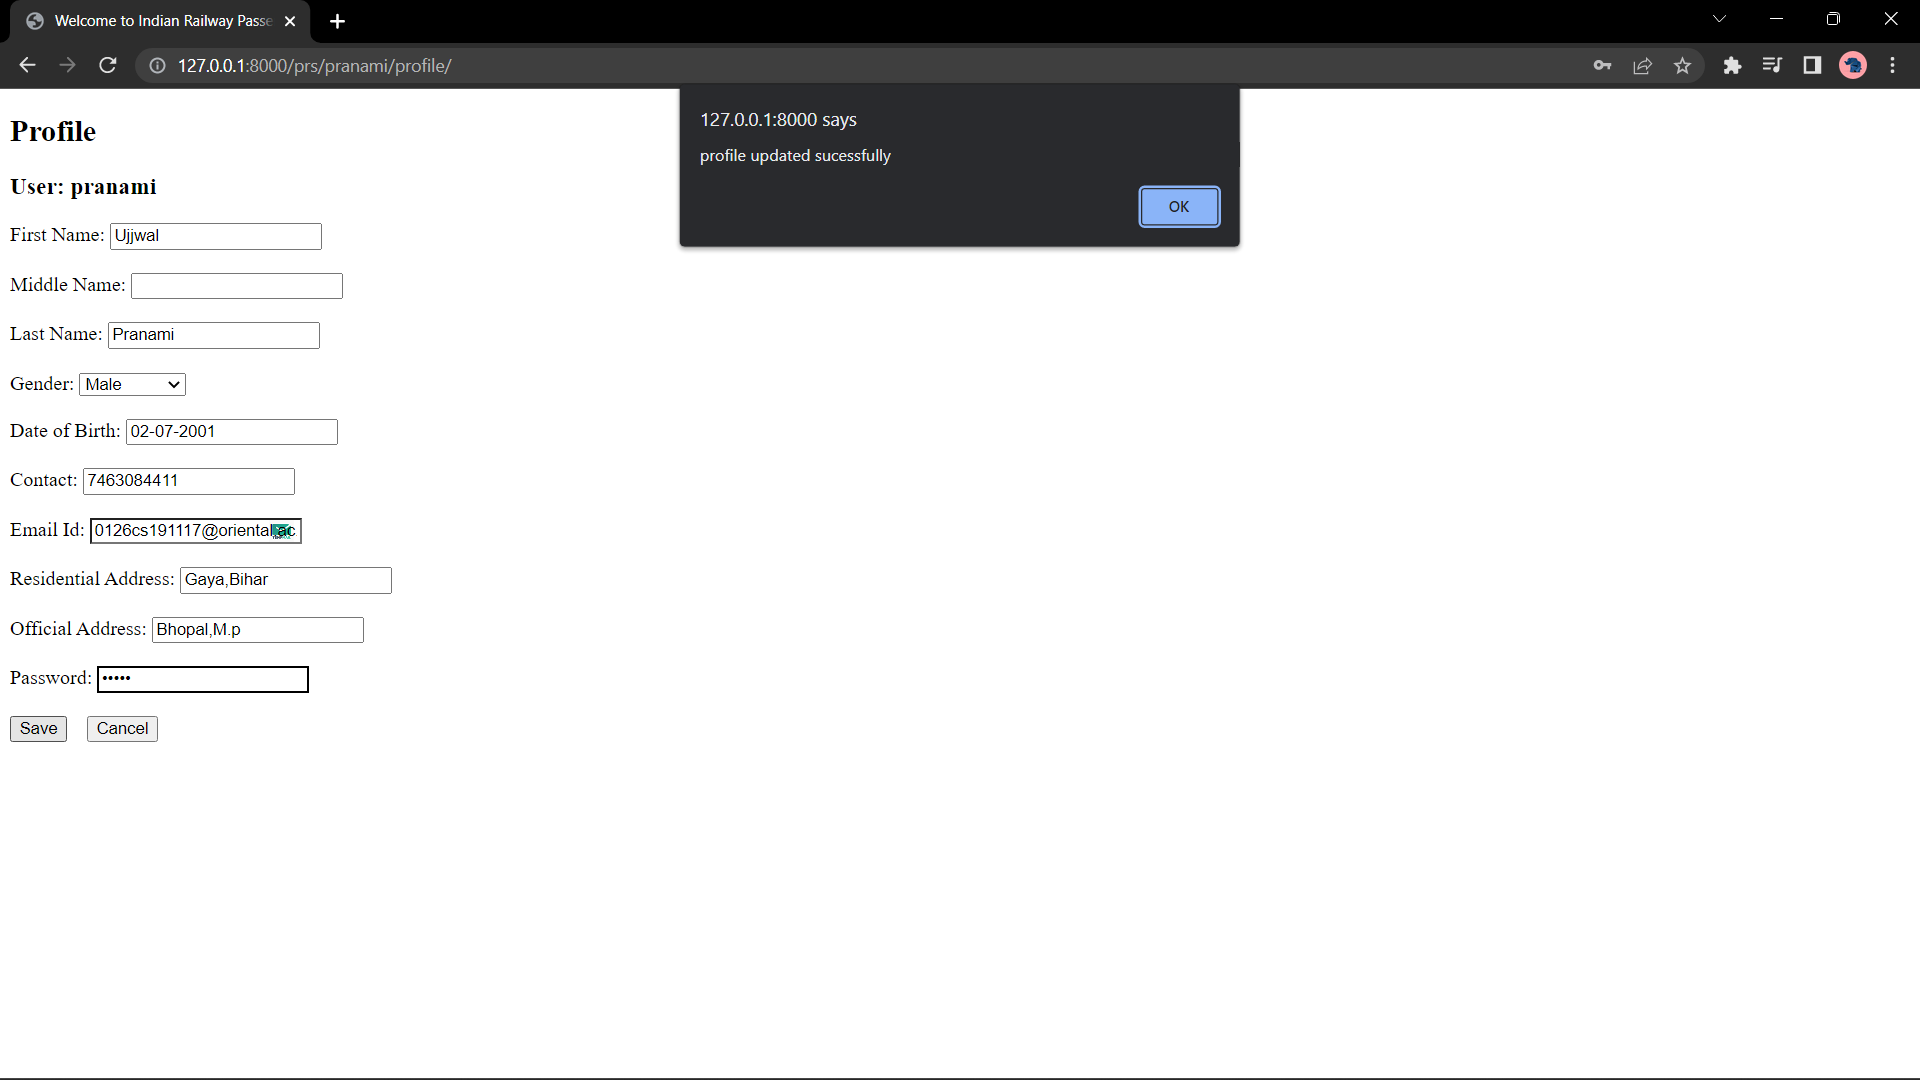 Welcome to Indian Railway Passe
127.0.0.1:8000/prs/pranami/profile/
127.0.0.1:8000 says
profile updated sucessfully
OK
Profile
User: pranami
First Name: Ujjwal
Middle Name:
Last Name: Pranami
Gender: Male
Date of Birth: 02-07-2001
Contact: 7463084411
Email Id: 0126cs191117@oriental.ac
Residential Address: Gaya,Bihar
Official Address: Bhopal,M.p
Password: •••••
Save Cancel